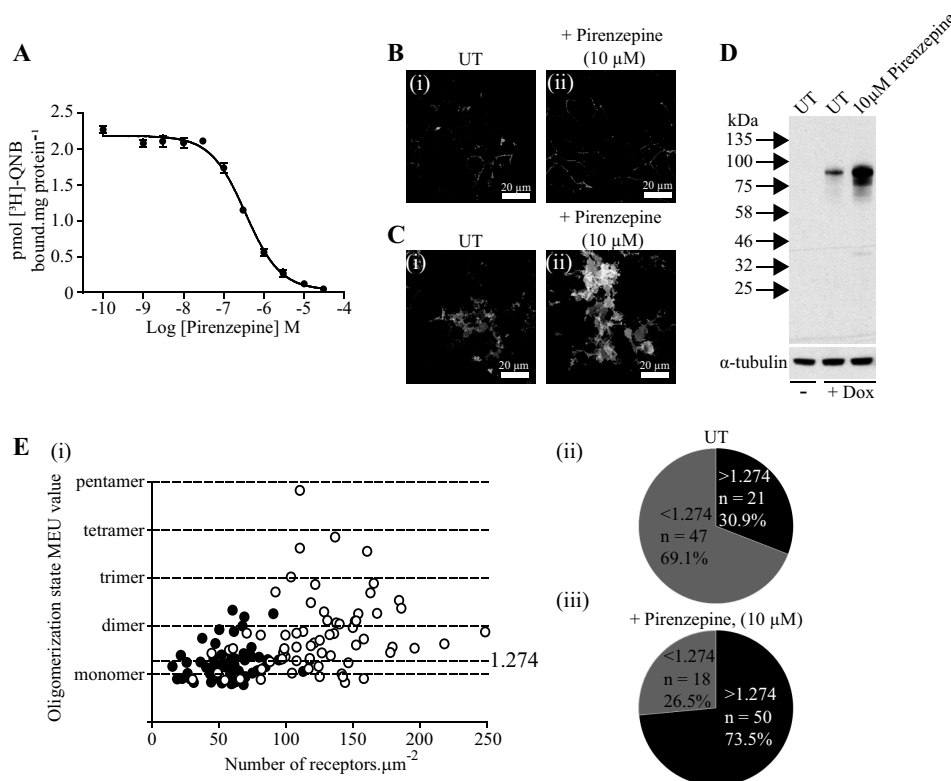 A
pmol [³H]-QNB
bound.mg protein⁻¹
2.5
2.0
1.5
1.0
0.5
0
-10
-9
-8
-7
-6
-5
-4
Log [Pirenzepine] M
B
UT
+ Pirenzepine
(10 µM)
(i)
(ii)
20 µm
20 µm
C
UT
+ Pirenzepine
(10 µM)
(i)
(ii)
20 µm
20 µm
D
UT
UT
10µM Pirenzepine
kDa
135
100
75
58
46
32
25
α-tubulin
-
+ Dox
E
(i)
Oligomerization state MEU value
pentamer
tetramer
trimer
dimer
monomer
1.274
0
50
100
150
200
250
Number of receptors.µm⁻²
(ii)
UT
>1.274
n = 21
30.9%
<1.274
n = 47
69.1%
(iii)
+ Pirenzepine, (10 µM)
<1.274
n = 18
26.5%
>1.274
n = 50
73.5%